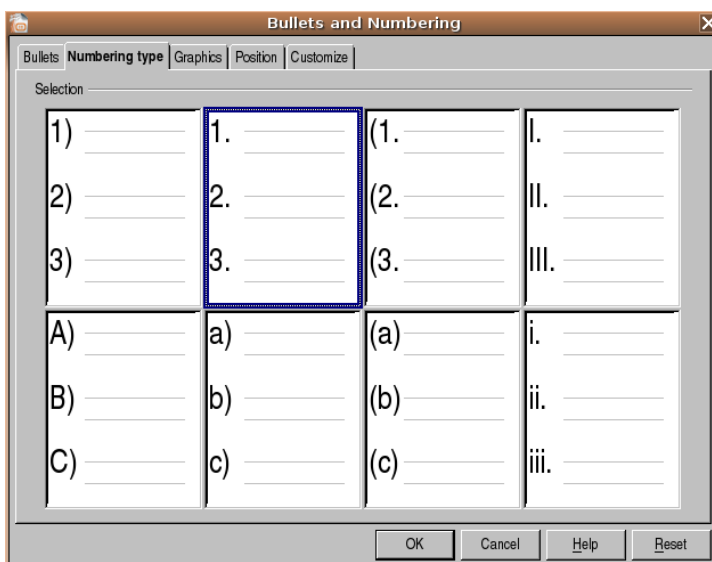 Bullets and Numbering
Bullets Numbering type Graphics Position Customize
Selection
1) 1. (1. I.
2) 2. (2. II.
3) 3. (3. III.
A) a) (a) i.
B) b) (b) ii.
C) c) (c) iii.
OK Cancel Help Reset